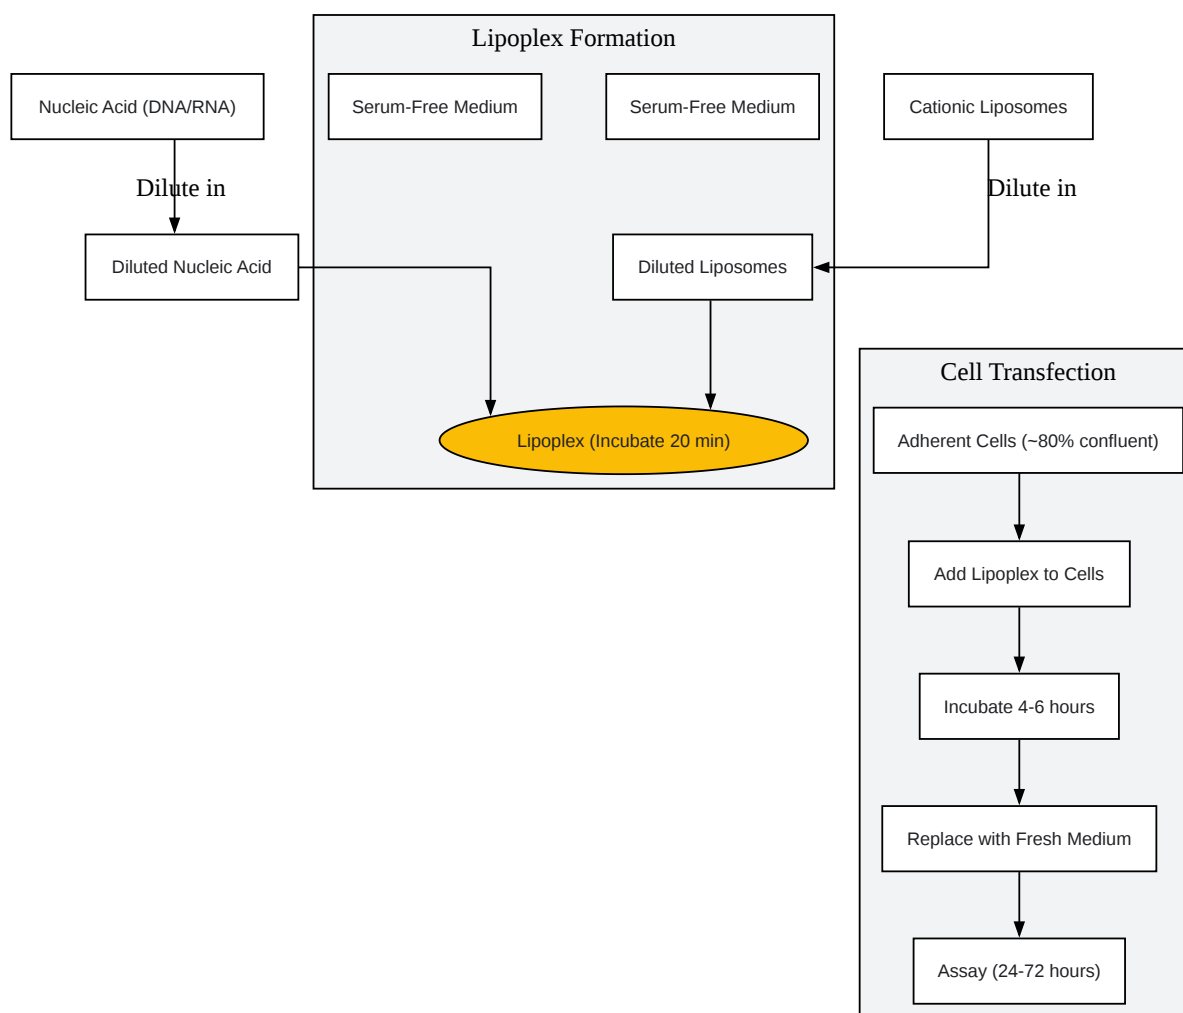 Lipoplex Formation
Nucleic Acid (DNA/RNA)
Serum-Free Medium
Serum-Free Medium
Cationic Liposomes
Dilute in
Dilute in
Diluted Nucleic Acid
Diluted Liposomes
Lipoplex (Incubate 20 min)
Cell Transfection
Adherent Cells (~80% confluent)
Add Lipoplex to Cells
Incubate 4-6 hours
Replace with Fresh Medium
Assay (24-72 hours)